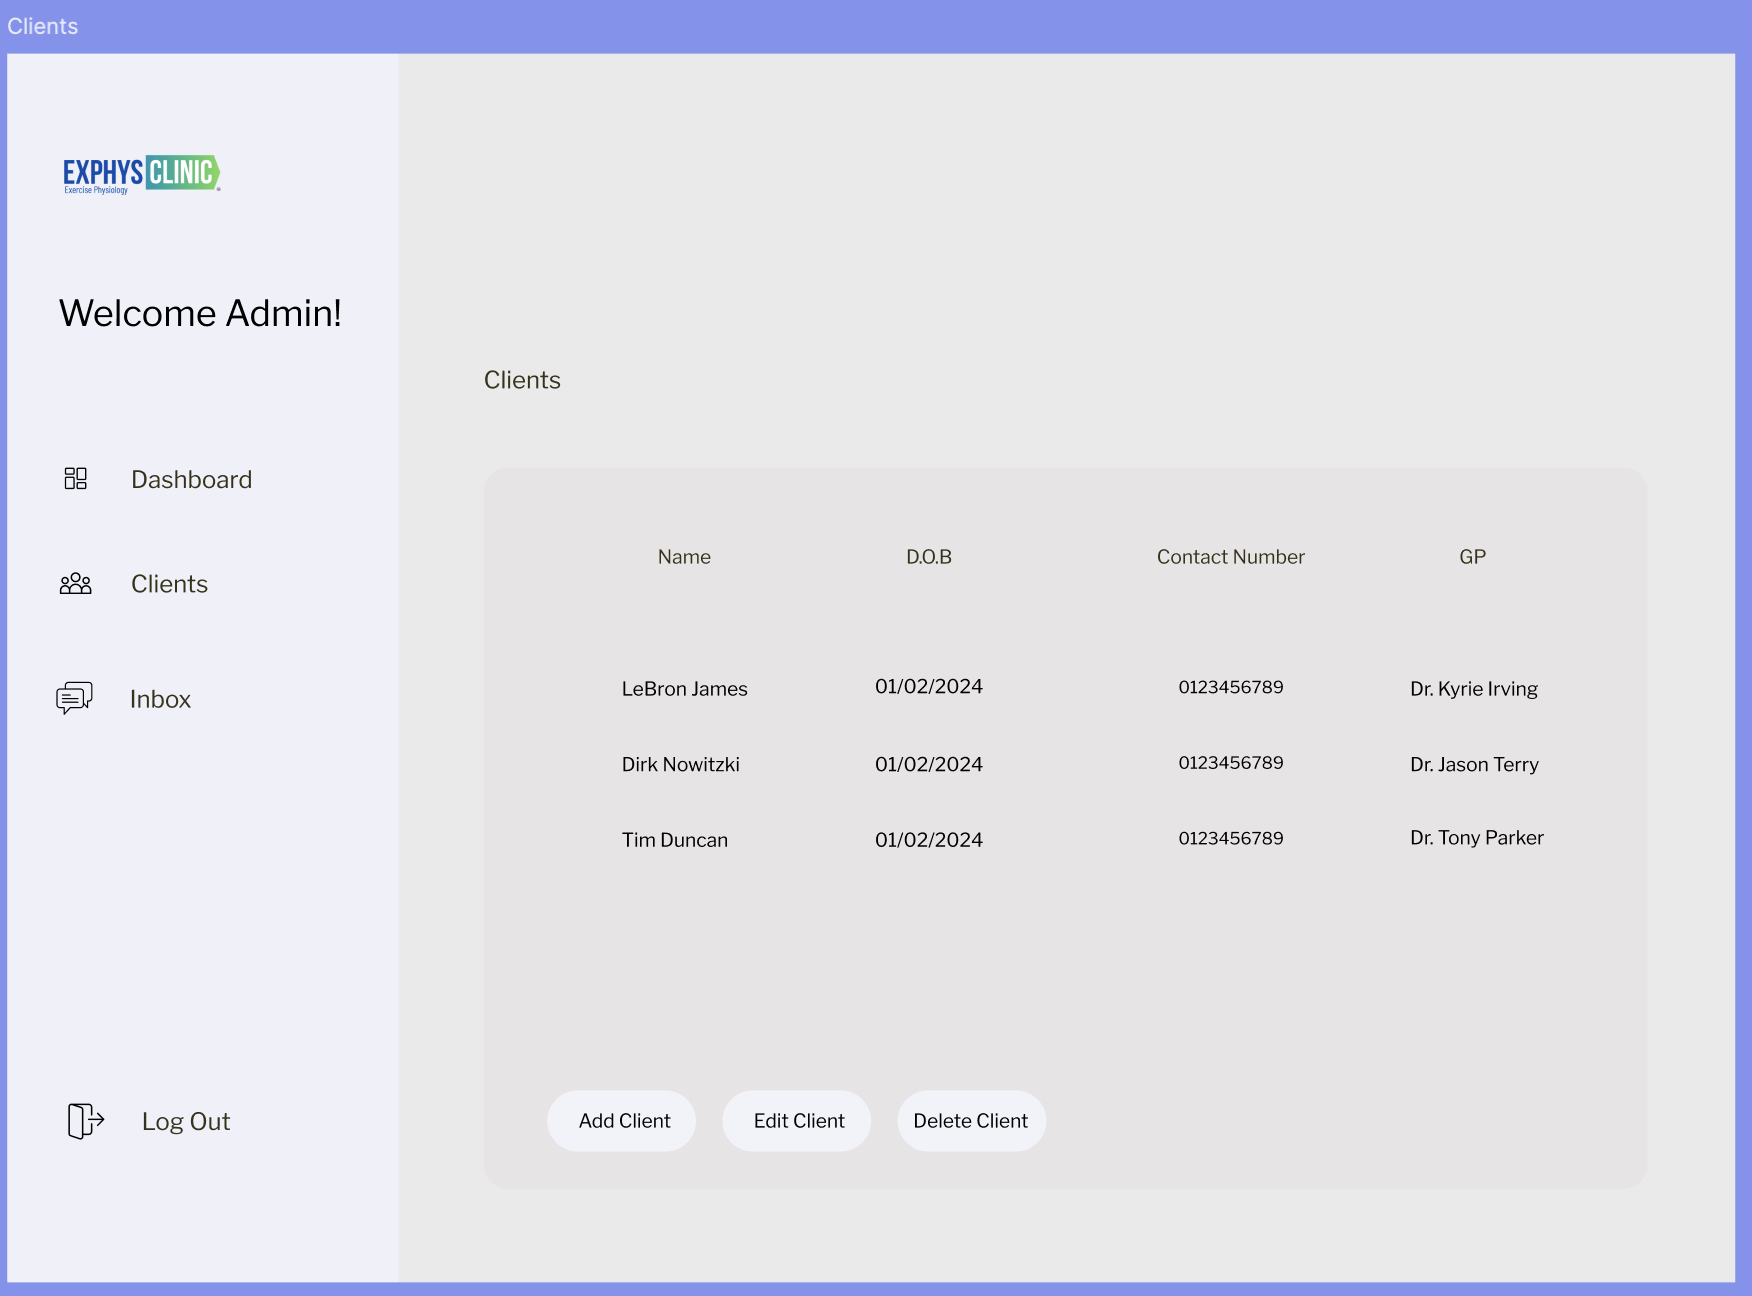 Clients
EXPHYS CLINIC
Exercise Physiology
Welcome Admin!
Dashboard
Clients
Inbox
Log Out
Clients
Name D.O.B Contact Number GP
LeBron James 01/02/2024 0123456789 Dr. Kyrie Irving
Dirk Nowitzki 01/02/2024 0123456789 Dr. Jason Terry
Tim Duncan 01/02/2024 0123456789 Dr. Tony Parker
Add Client Edit Client Delete Client